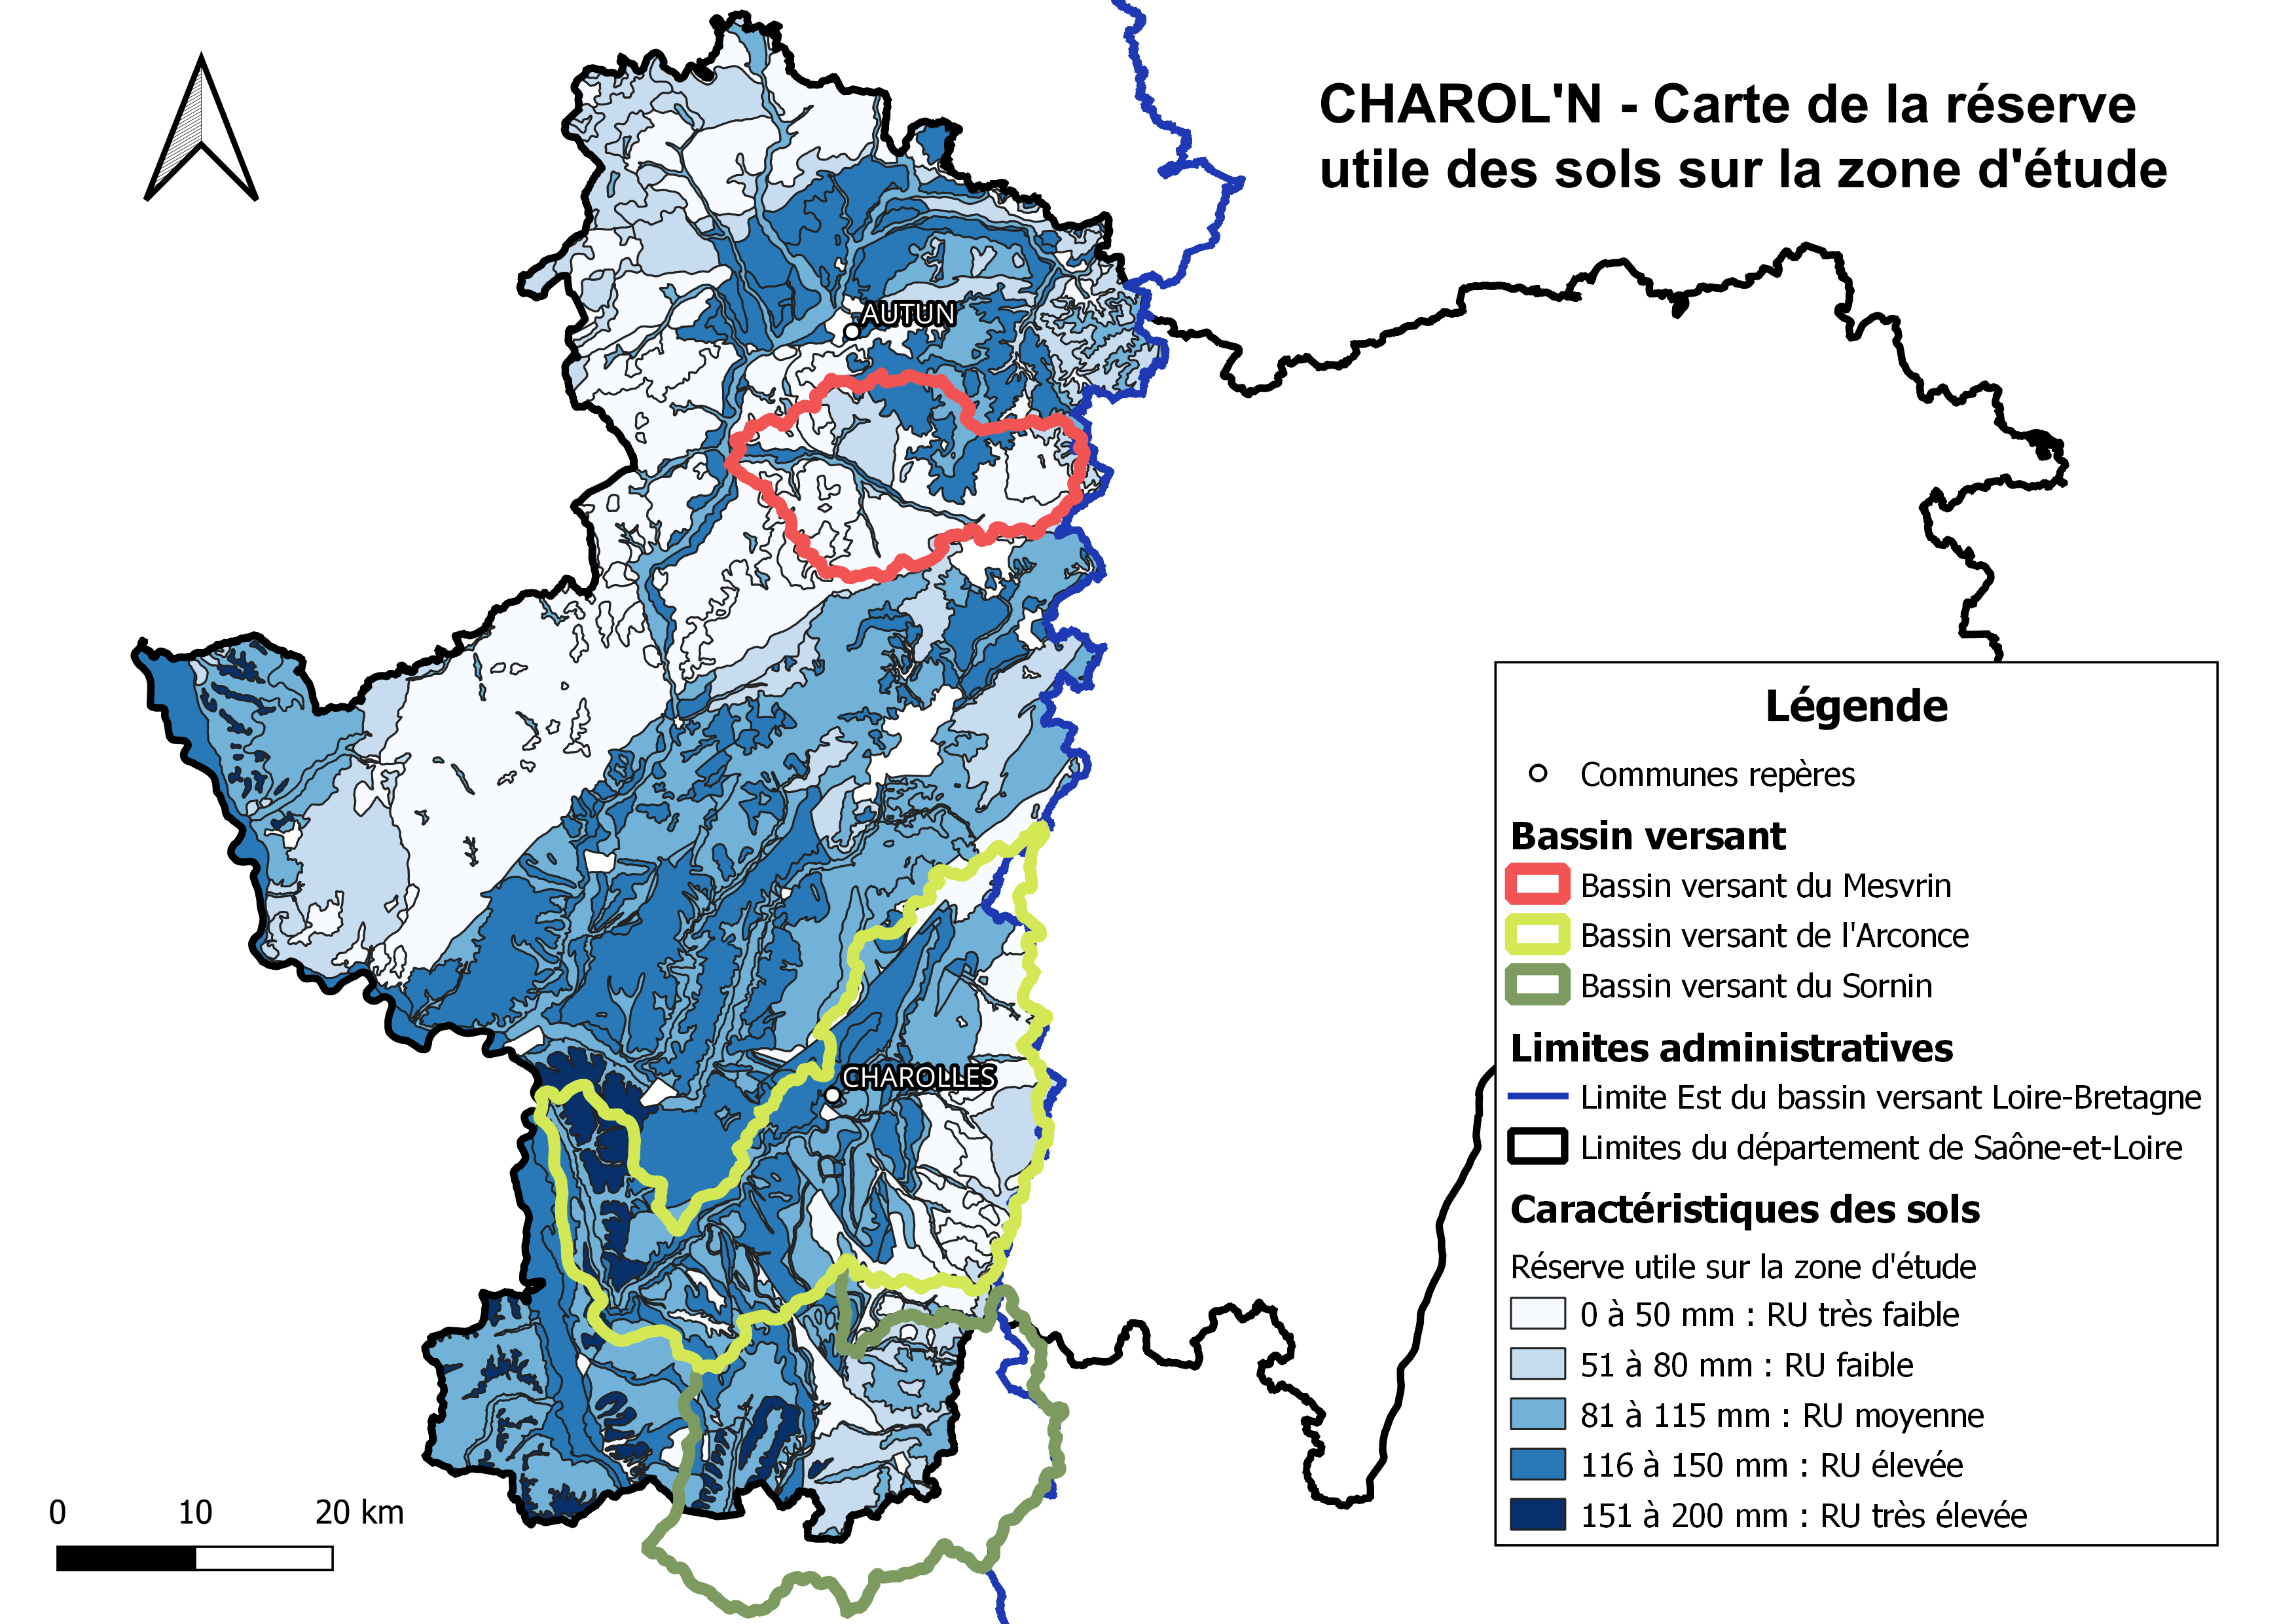 CHAROL'N - Carte de la réserve
utile des sols sur la zone d'étude
AUTUN
CHAROLLES
Légende
Communes repères
Bassin versant
Bassin versant du Mesvrin
Bassin versant de l'Arconce
Bassin versant du Sornin
Limites administratives
Limite Est du bassin versant Loire-Bretagne
Limites du département de Saône-et-Loire
Caractéristiques des sols
Réserve utile sur la zone d'étude
0 à 50 mm : RU très faible
51 à 80 mm : RU faible
81 à 115 mm : RU moyenne
116 à 150 mm : RU élevée
151 à 200 mm : RU très élevée
0 10 20 km